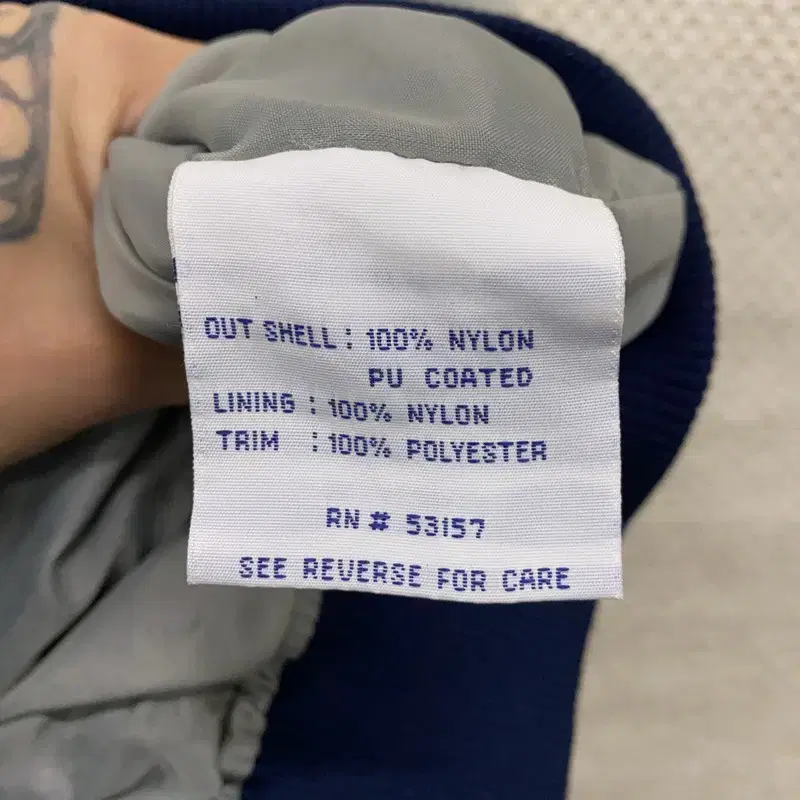 OUT SHELL : 100% NYLON
PU COATED
LINING : 100% NYLON
TRIM : 100% POLYESTER
RN # 53157
SEE REVERSE FOR CARE